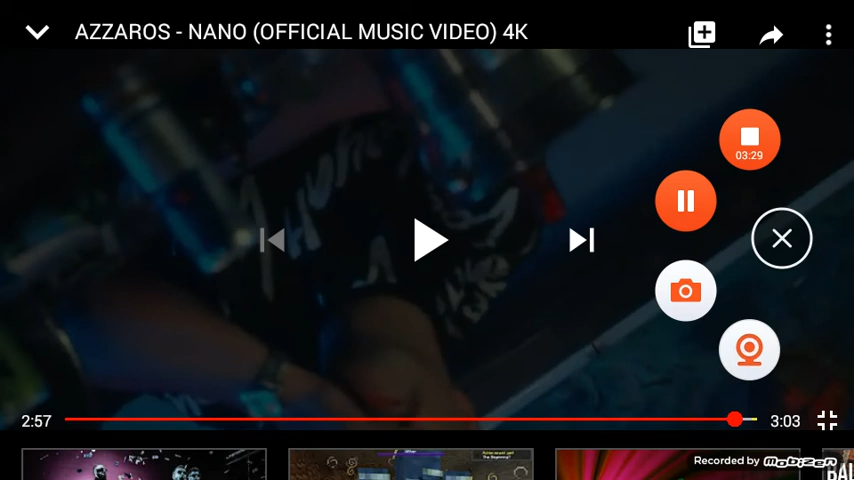 AZZAROS - NANO (OFFICIAL MUSIC VIDEO) 4K
03:29
2:57
3:03
Recorded by MOBIZEN